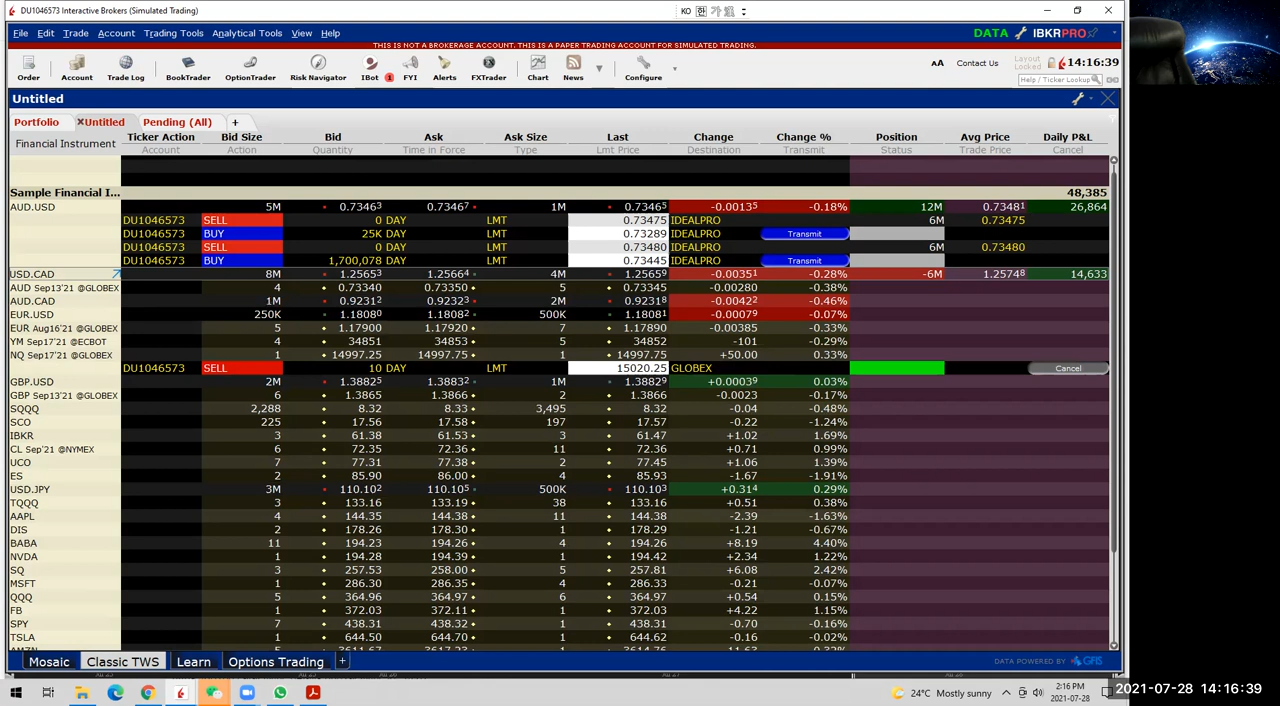 DU1046573 Interactive Brokers (Simulated Trading)
KO 한 가 漢
File Edit Trade Account Trading Tools Analytical Tools View Help DATA IBKRPRO
THIS IS NOT A BROKERAGE ACCOUNT. THIS IS A PAPER TRADING ACCOUNT FOR SIMULATED TRADING.
Order Account Trade Log BookTrader OptionTrader Risk Navigator IBot 1 FYI Alerts FXTrader Chart News Configure
AA Contact Us Layout Locked 14:16:39
Help / Ticker Lookup
Untitled
Portfolio Untitled Pending (All) +
Financial Instrument
Ticker Action Bid Size Bid Ask Ask Size Last Change Change % Position Avg Price Daily P&L
Account Action Quantity Time in Force Type Lmt Price Destination Transmit Status Trade Price Cancel
Sample Financial I... 48,385
AUD.USD 5M 0.73463 0.73467 1M 0.73465 -0.00135 -0.18% 12M 0.73481 26,864
DU1046573 SELL 0 DAY LMT 0.73475 IDEALPRO 6M 0.73475
DU1046573 BUY 25K DAY LMT 0.73289 IDEALPRO Transmit
DU1046573 SELL 0 DAY LMT 0.73480 IDEALPRO 6M 0.73480
DU1046573 BUY 1,700,078 DAY LMT 0.73445 IDEALPRO Transmit
USD.CAD 8M 1.25653 1.25664 4M 1.25659 -0.00351 -0.28% -6M 1.25748 14,633
AUD Sep13'21 @GLOBEX 4 0.73340 0.73350 5 0.73345 -0.00280 -0.38%
AUD.CAD 1M 0.92312 0.92323 2M 0.92318 -0.00422 -0.46%
EUR.USD 250K 1.18080 1.18081 500K 1.18081 -0.00079 -0.07%
EUR Aug16'21 @GLOBEX 5 1.17900 1.17920 7 1.17890 -0.00385 -0.33%
YM Sep17'21 @ECBOT 4 34851 34853 5 34852 -101 -0.29%
NQ Sep17'21 @GLOBEX 1 14997.25 14997.75 1 14997.75 +50.00 0.33%
DU1046573 SELL 10 DAY LMT 15020.25 GLOBEX Cancel
GBP.USD 2M 1.38825 1.38832 1M 1.38829 +0.00039 0.03%
GBP Sep13'21 @GLOBEX 6 1.3865 1.3866 2 1.3866 -0.0023 -0.17%
SQQQ 2,288 8.32 8.33 3,495 8.32 -0.04 -0.48%
SCO 225 17.56 17.58 197 17.57 -0.22 -1.24%
IBKR 3 61.38 61.53 3 61.47 +1.02 1.69%
CL Sep'21 @NYMEX 6 72.35 72.36 11 72.36 +0.71 0.99%
UCO 7 77.31 77.38 6 77.45 +1.06 1.39%
ES 2 85.90 86.00 4 85.93 -1.67 -1.91%
USD.JPY 3M 110.102 110.105 500K 110.103 +0.314 0.29%
TQQQ 3 133.16 133.19 38 133.16 +0.51 0.38%
AAPL 4 144.35 144.38 11 144.38 -2.39 -1.63%
DIS 2 178.26 178.30 1 178.29 -1.21 -0.67%
BABA 11 194.23 194.26 4 194.26 +8.19 4.40%
NVDA 1 194.28 194.39 1 194.42 +2.34 1.22%
SQ 3 257.53 258.00 5 257.81 +6.08 2.42%
MSFT 1 286.30 286.35 4 286.33 -0.21 -0.07%
QQQ 5 364.96 364.97 6 364.97 +0.54 0.15%
FB 1 372.03 372.11 1 372.03 +4.22 1.15%
SPY 7 438.31 438.32 3 438.31 -0.70 -0.16%
TSLA 1 644.50 644.70 1 644.62 -0.16 -0.02%
Mosaic Classic TWS Learn Options Trading + DATA POWERED BY GFIS
24°C Mostly sunny 2:16 PM
2021-07-28
2021-07-28 14:16:39